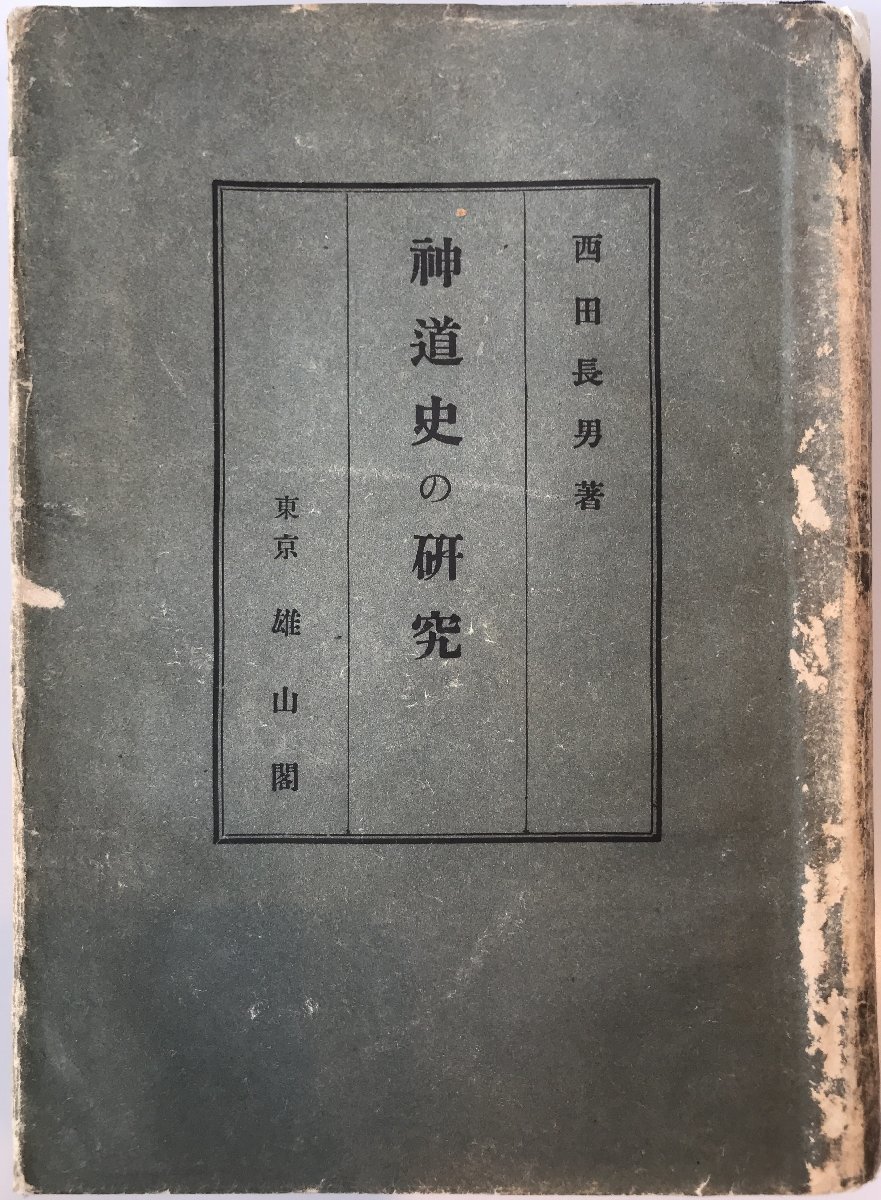 西田長男著
神道史の研究
東京 雄山閣